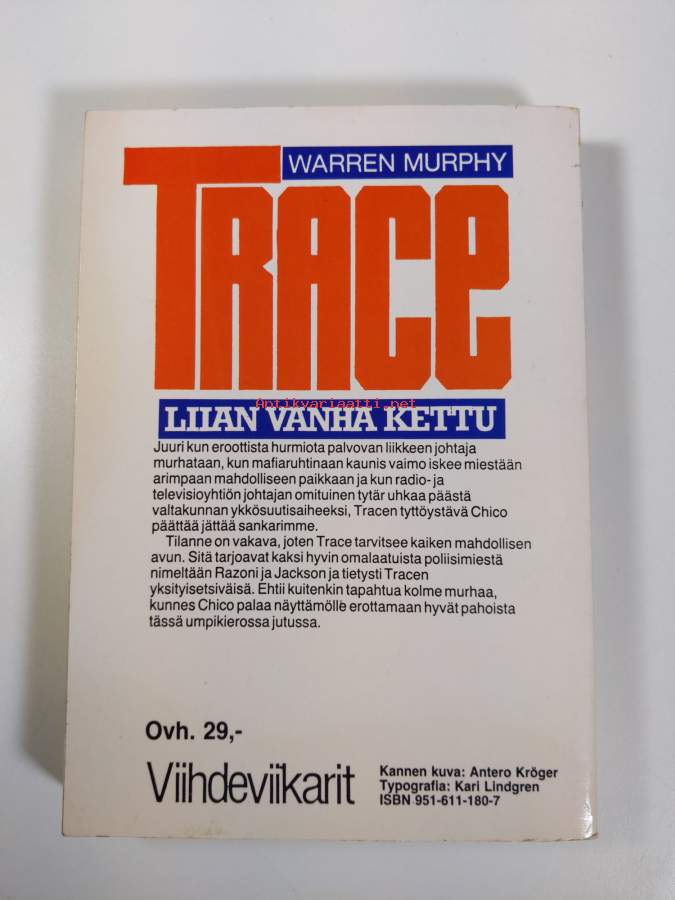 WARREN MURPHY
TRACE
Antikvariaatti.net
LIIAN VANHA KETTU
Juuri kun eroottista hurmiota palvovan liikkeen johtaja
murhataan, kun mafiaruhtinaan kaunis vaimo iskee miestään
arimpaan mahdolliseen paikkaan ja kun radio- ja
televisioyhtiön johtajan omituinen tytär uhkaa päästä
valtakunnan ykkösuutisaiheeksi, Tracen tyttöystävä Chico
päättää jättää sankarimme.
Tilanne on vakava, joten Trace tarvitsee kaiken mahdollisen
avun. Sitä tarjoavat kaksi hyvin omalaatuista poliisimiestä
nimeltään Razoni ja Jackson ja tietysti Tracen
yksityisetsiväisä. Ehtii kuitenkin tapahtua kolme murhaa,
kunnes Chico palaa näyttämölle erottamaan hyvät pahoista
tässä umpikierossa jutussa.
Ovh. 29,-
Viihdeviikarit
Kannen kuva: Antero Kröger
Typografia: Kari Lindgren
ISBN 951-611-180-7